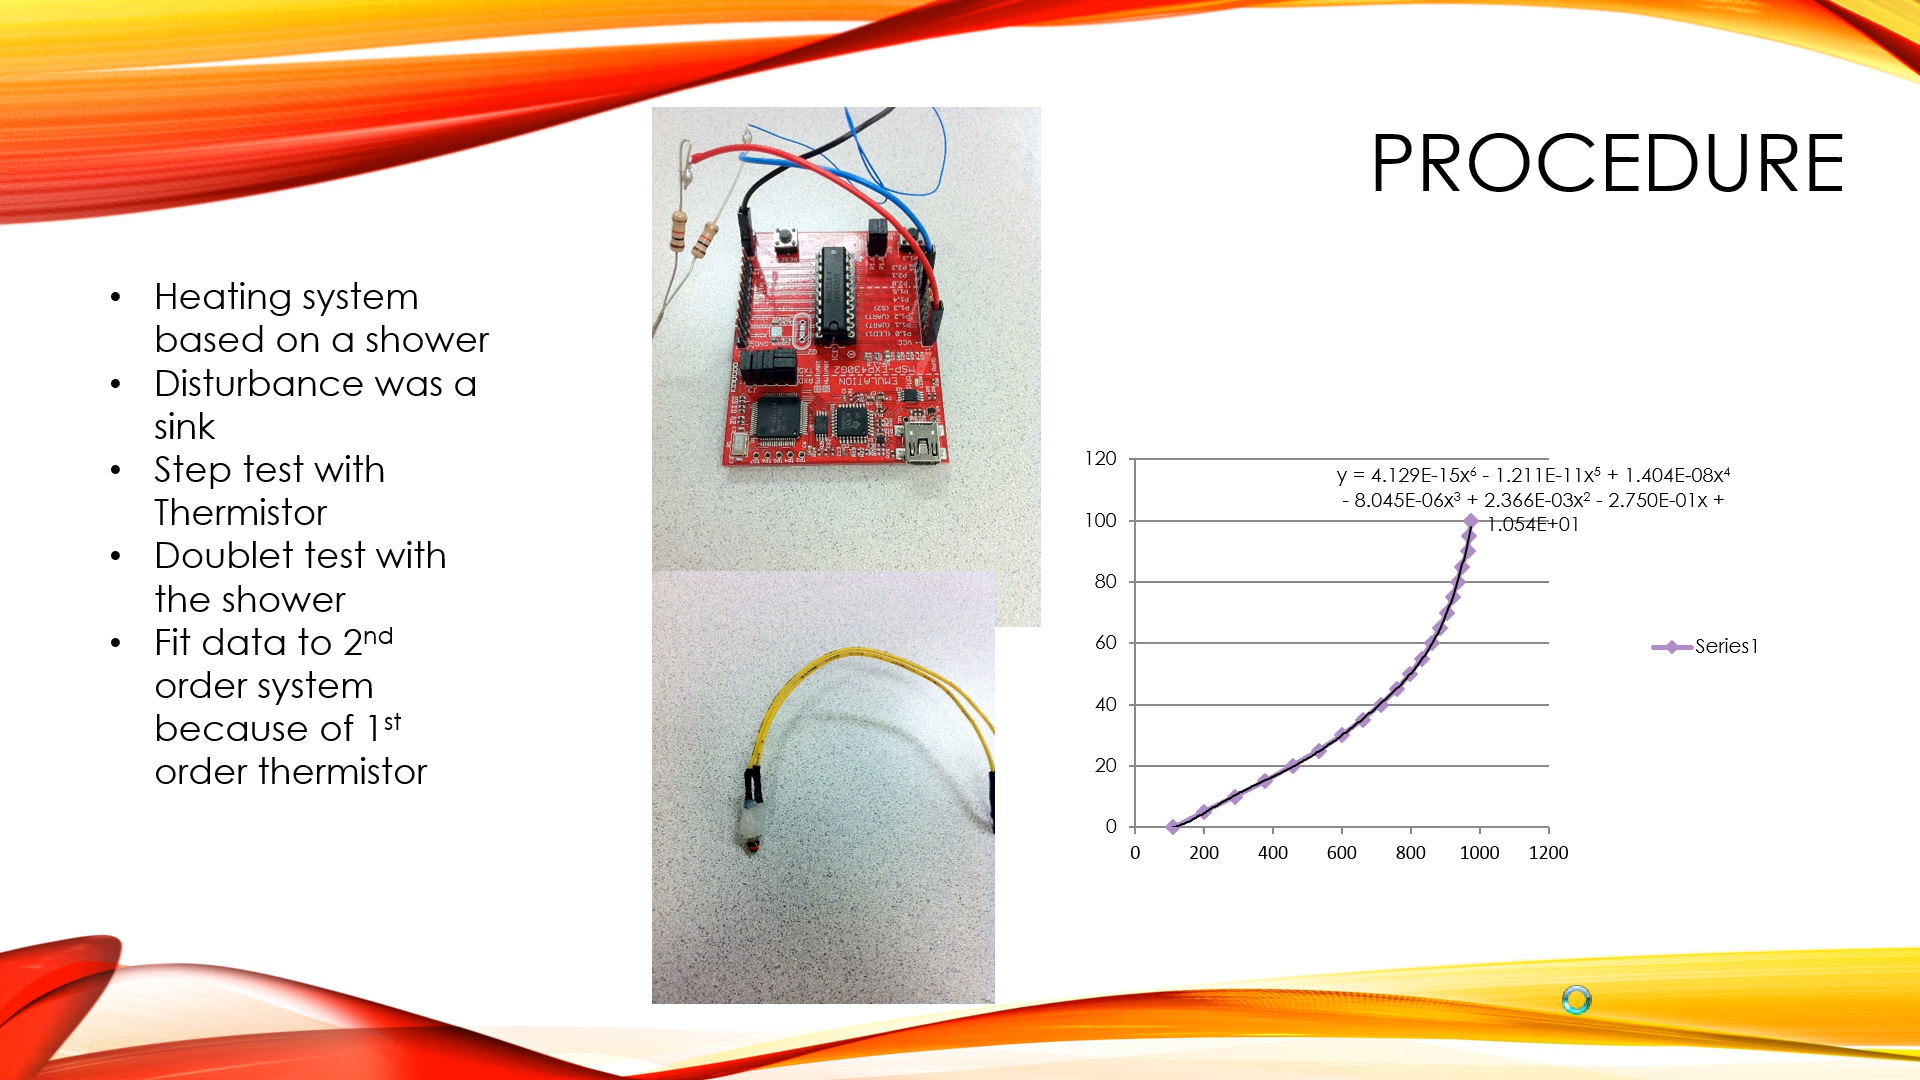 PROCEDURE
• Heating system
based on a shower
• Disturbance was a
sink
• Step test with
Thermistor
• Doublet test with
the shower
• Fit data to 2nd
order system
because of 1st
order thermistor
MSP-EXP430G2
EMULATION
y = 4.129E-15x⁶ - 1.211E-11x⁵ + 1.404E-08x⁴
- 8.045E-06x³ + 2.366E-03x² - 2.750E-01x +
1.054E+01
120
100
80
60
40
20
0
0 200 400 600 800 1000 1200
Series1